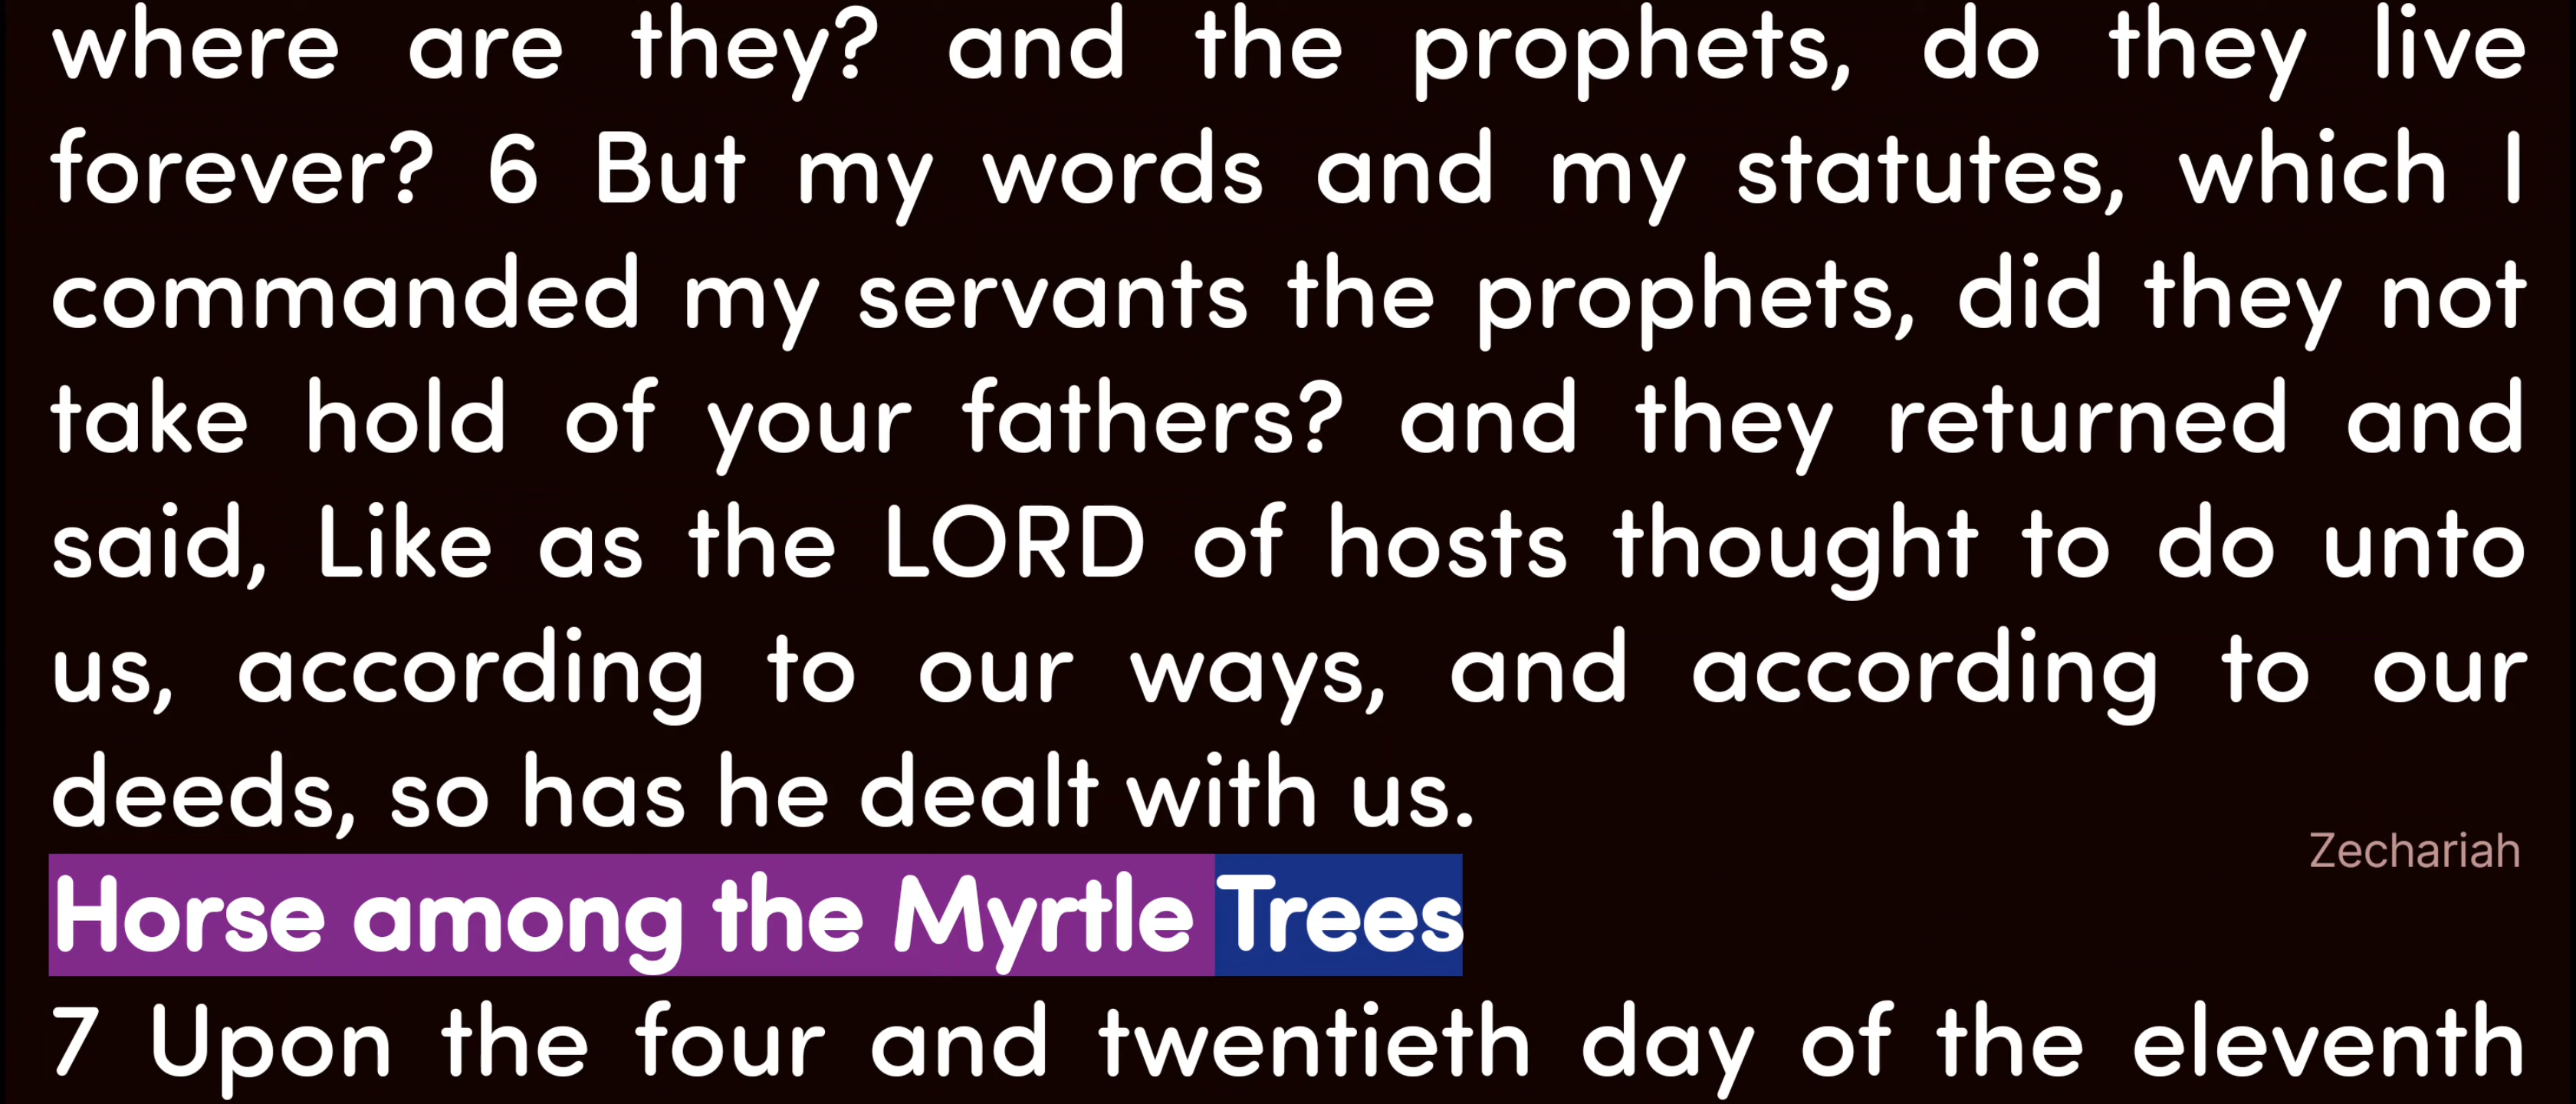 where are they? and the prophets, do they live
forever? 6 But my words and my statutes, which I
commanded my servants the prophets, did they not
take hold of your fathers? and they returned and
said, Like as the LORD of hosts thought to do unto
us, according to our ways, and according to our
deeds, so has he dealt with us.
Zechariah
Horse among the Myrtle Trees
7 Upon the four and twentieth day of the eleventh